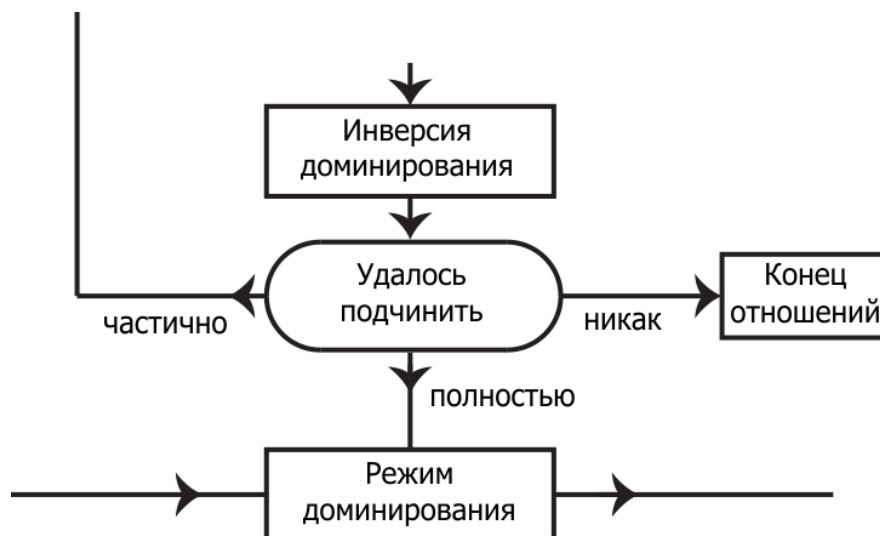 Инверсия
доминирования
Удалось
подчинить
частично
никак
Конец
отношений
полностью
Режим
доминирования